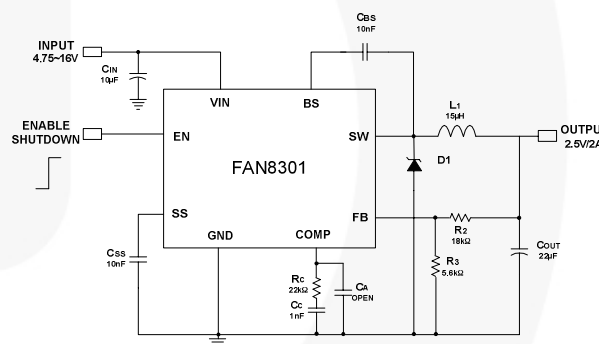 INPUT
4.75~16V
CIN
10µF
CBS
10nF
VIN
BS
ENABLE
SHUTDOWN
EN
SW
L1
15µH
OUTPU
2.5V/2A
D1
FAN8301
SS
FB
R2
18kΩ
GND
COMP
CSS
10nF
RC
22kΩ
CA
OPEN
CC
1nF
R3
5.6kΩ
COUT
22µF